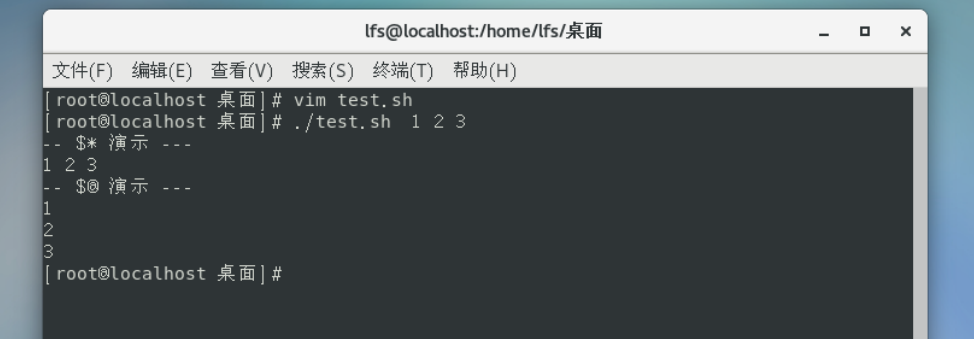 lfs@localhost:/home/lfs/桌面
文件(F) 编辑(E) 查看(V) 搜索(S) 终端(T) 帮助(H)
[root@localhost 桌面]# vim test.sh
[root@localhost 桌面]# ./test.sh  1 2 3
-- $* 演示 ---
1 2 3
-- $@ 演示 ---
1
2
3
[root@localhost 桌面]#